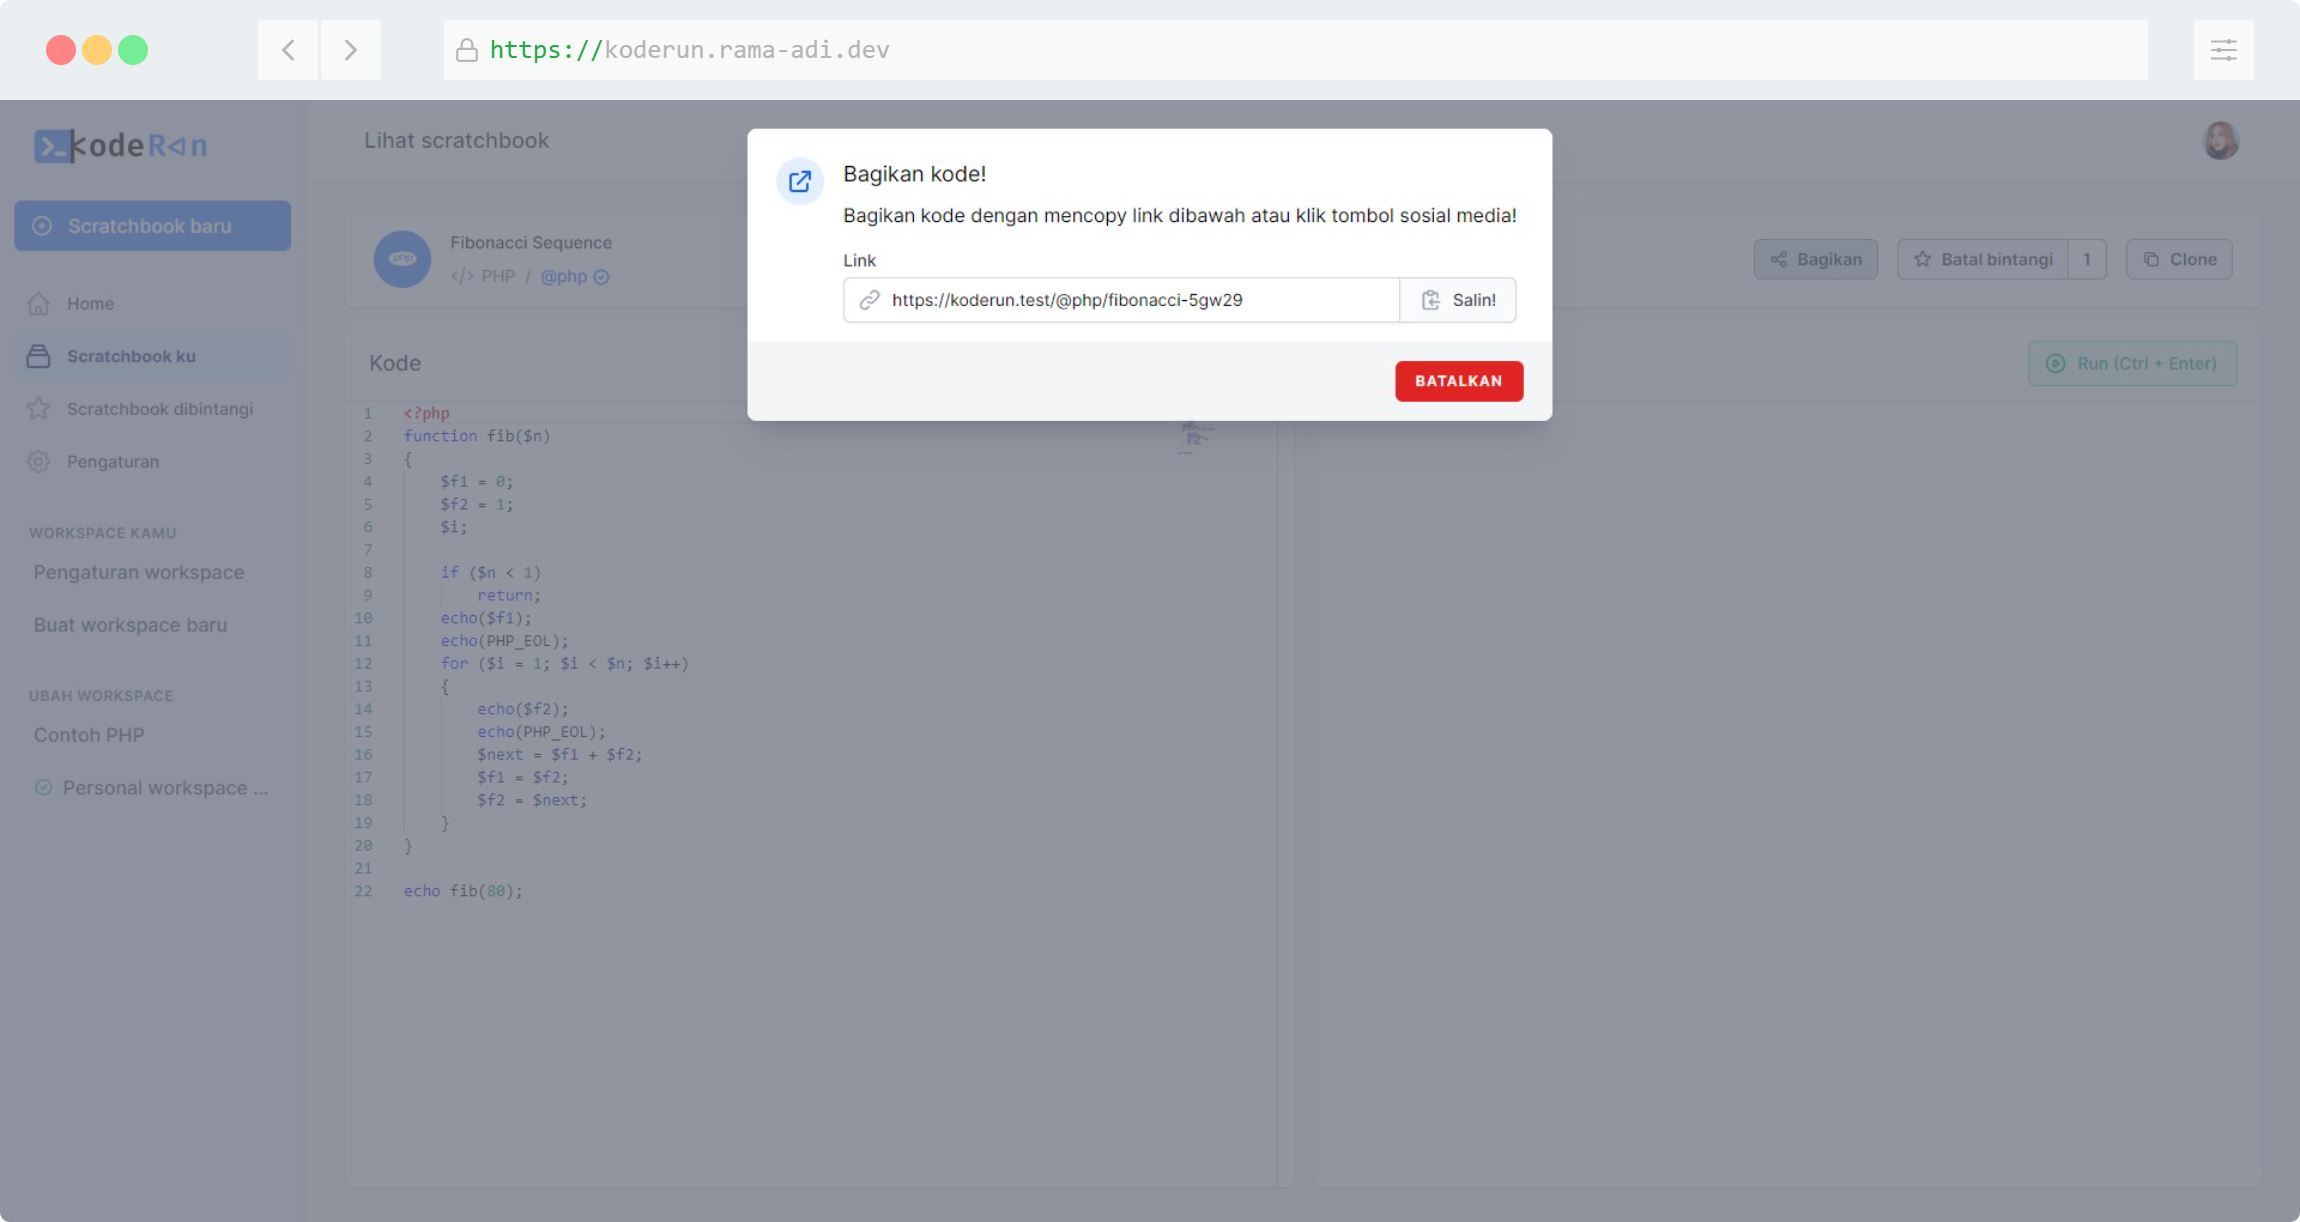 https://koderun.rama-adi.dev
kodeRun
Lihat scratchbook
Scratchbook baru
Home
Scratchbook ku
Scratchbook dibintangi
Pengaturan
WORKSPACE KAMU
Pengaturan workspace
Buat workspace baru
UBAH WORKSPACE
Contoh PHP
Personal workspace ...
php
Fibonacci Sequence
</> PHP / @php
Bagikan
Batal bintangi 1
Clone
Bagikan kode!
Bagikan kode dengan mencopy link dibawah atau klik tombol sosial media!
Link
https://koderun.test/@php/fibonacci-5gw29
Salin!
BATALKAN
Kode
Run (Ctrl + Enter)
1 <?php
2 function fib($n)
3 {
4 $f1 = 0;
5 $f2 = 1;
6 $i;
7
8 if ($n < 1)
9 return;
10 echo($f1);
11 echo(PHP_EOL);
12 for ($i = 1; $i < $n; $i++)
13 {
14 echo($f2);
15 echo(PHP_EOL);
16 $next = $f1 + $f2;
17 $f1 = $f2;
18 $f2 = $next;
19 }
20 }
21
22 echo fib(80);